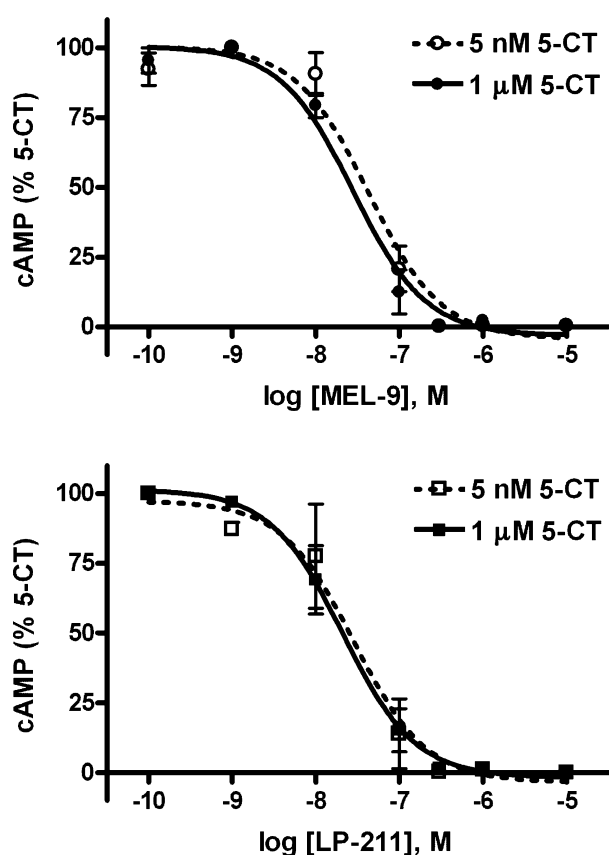 5 nM 5-CT
1 µM 5-CT
cAMP (% 5-CT)
100
75
50
25
0
-10 -9 -8 -7 -6 -5
log [MEL-9], M
5 nM 5-CT
1 µM 5-CT
cAMP (% 5-CT)
100
75
50
25
0
-10 -9 -8 -7 -6 -5
log [LP-211], M